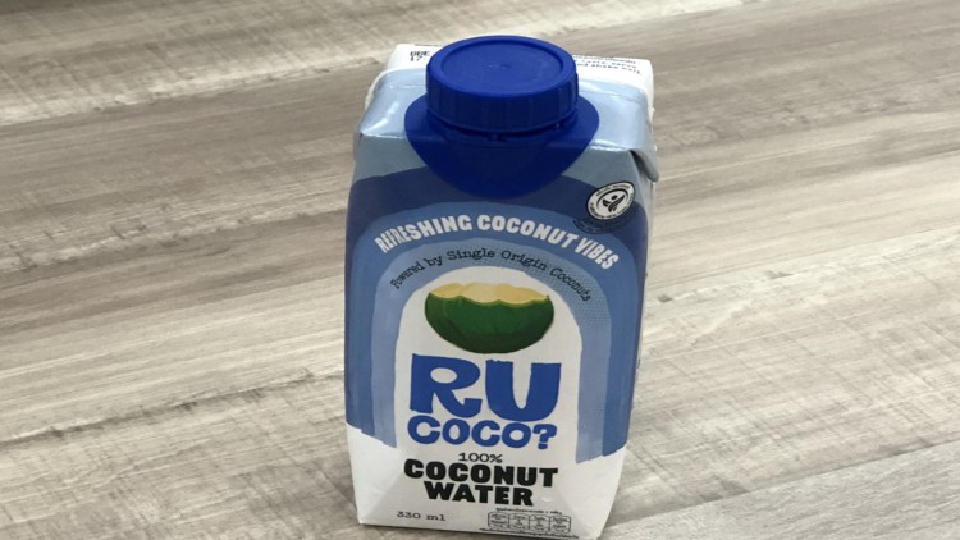 REFRESHING COCONUT VIBES
Powered by Single Origin Coconuts
RU
COCO?
100%
COCONUT
WATER
330 ml